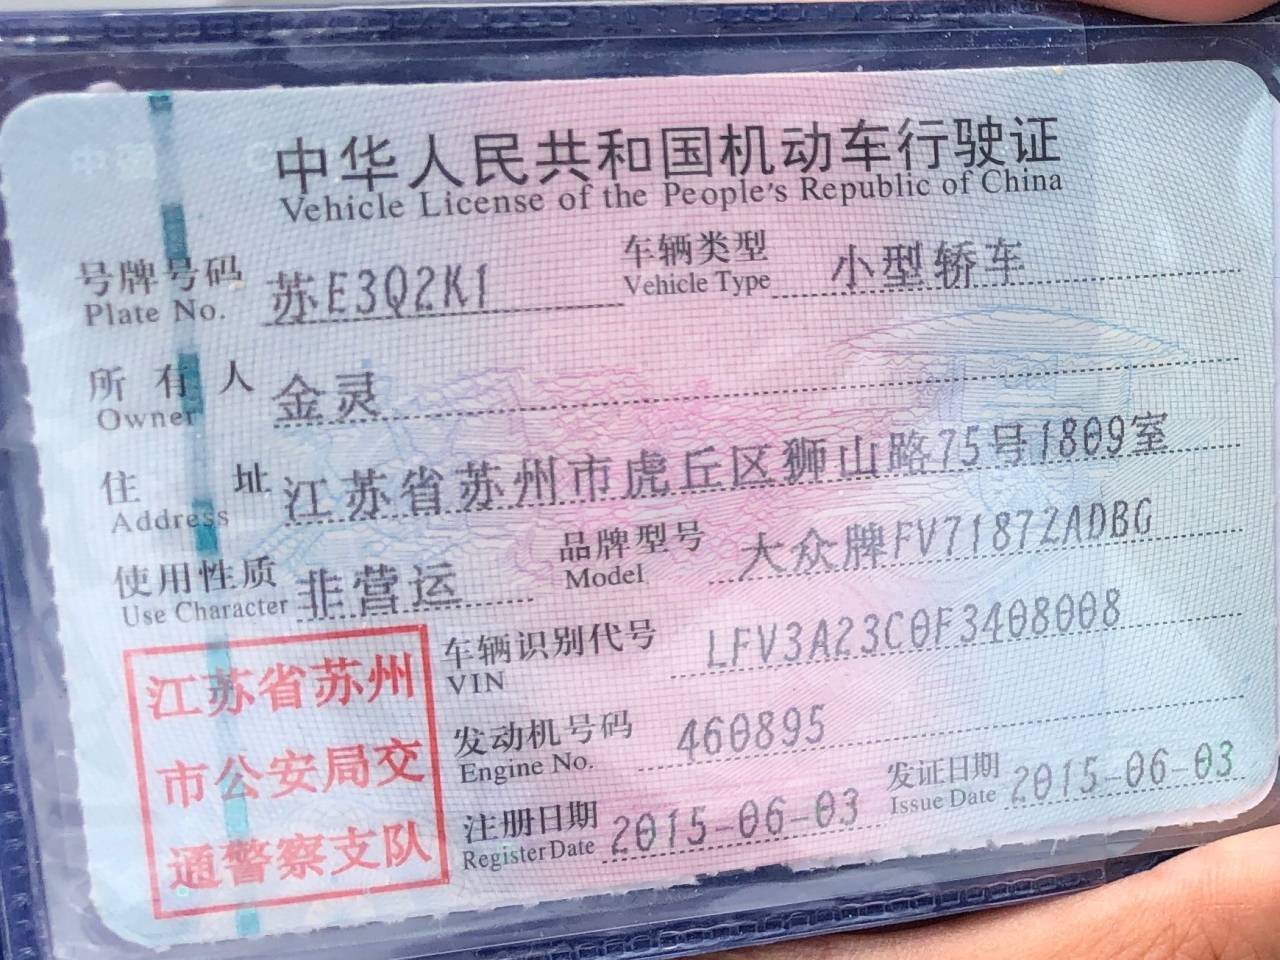 中华人民共和国机动车行驶证
Vehicle License of the People's Republic of China
号牌号码 苏E3Q2K1 车辆类型 小型轿车
Plate No. Vehicle Type
所有人 金灵
Owner
住址 江苏省苏州市虎丘区狮山路75号1809室
Address
使用性质 非营运 品牌型号 大众牌FV7187ZADBG
Use Character Model
车辆识别代号 LFV3A23C0F3408008
VIN
发动机号码 460895
Engine No.
注册日期 2015-06-03 发证日期 2015-06-03
Register Date Issue Date
江苏省苏州
市公安局交
通警察支队